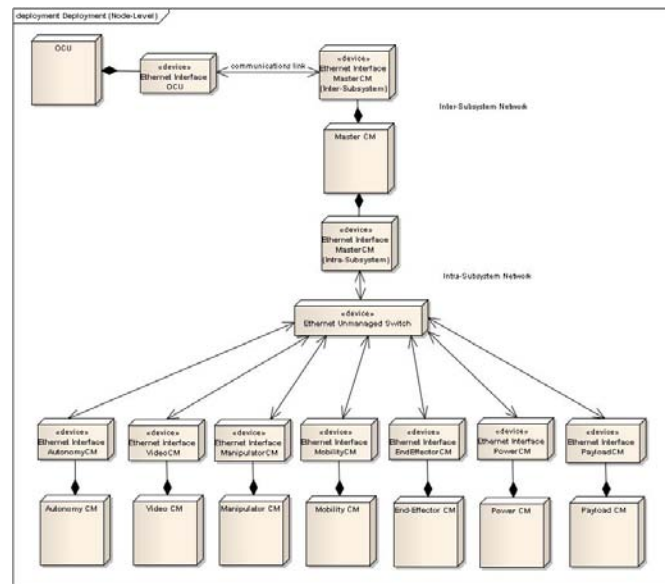 deployment Deployment (Node-Level)
OCU
«device»
Ethernet Interface
OCU
communications link
«device»
Ethernet Interface
MasterCM
(Inter-Subsystem)
Inter-Subsystem Network
Master CM
«device»
Ethernet Interface
MasterCM
(Intra-Subsystem)
Intra-Subsystem Network
«device»
Ethernet Unmanaged Switch
«device»
Ethernet Interface
AutonomyCM
«device»
Ethernet Interface
VideoCM
«device»
Ethernet Interface
ManipulatorCM
«device»
Ethernet Interface
MobilityCM
«device»
Ethernet Interface
EndEffectorCM
«device»
Ethernet Interface
PowerCM
«device»
Ethernet Interface
PayloadCM
Autonomy CM
Video CM
Manipulator CM
Mobility CM
End-Effector CM
Power CM
Payload CM